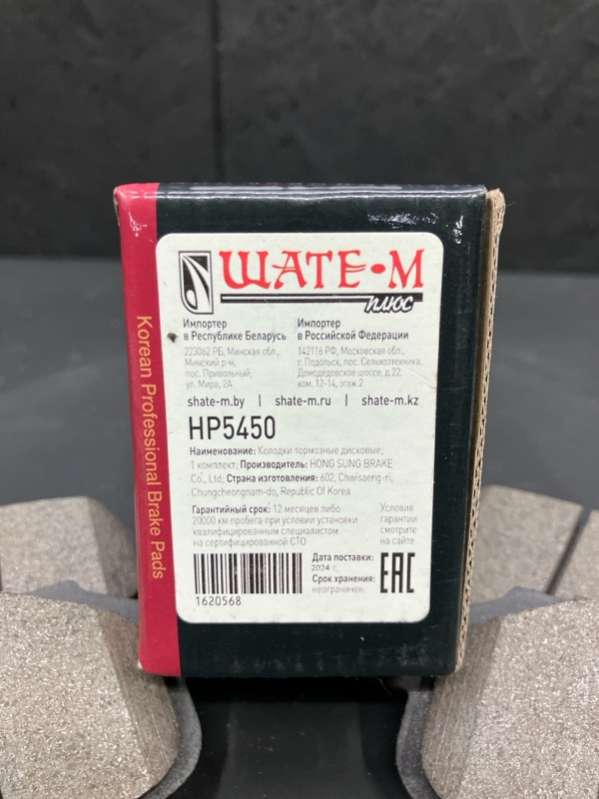 ШАТЕ-М
плюс
Импортер
в Республике Беларусь
223062 РБ, Минская обл.,
Минский р-н,
пос. Привольный,
ул. Мира, 2А
Импортер
в Российской Федерации
142116 РФ, Московская обл.,
г. Подольск, пос. Сельхозтехника,
Домодедовское шоссе, д.22,
ком. 12-14, этаж 2
shate-m.by | shate-m.ru | shate-m.kz
HP5450
Наименование: Колодки тормозные дисковые,
1 комплект; Производитель: HONG SUNG BRAKE
Co., Ltd; Страна изготовления: 602,
Chungcheongnam-do, Republic Of Korea
Гарантийный срок: 12 месяцев либо
20000 км пробега при условии установки
квалифицированным специалистом
на сертифицированной СТО
Условия
гарантии
смотрите
на сайте
1620568
Дата поставки:
2024 г.
Срок хранения:
неограничен
EAC
Korean Professional Brake Pads